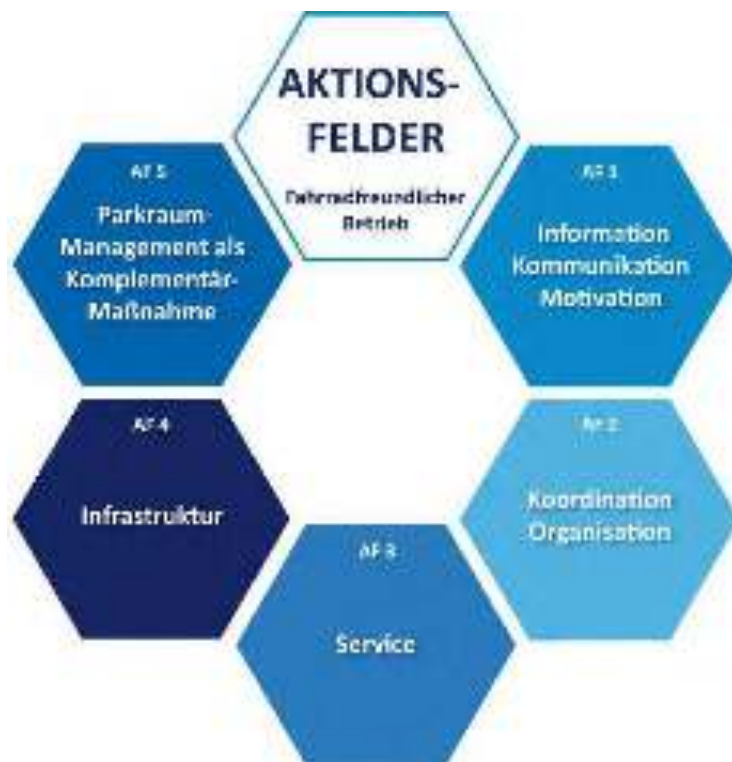 AKTIONS-
FELDER
Fahrradfreundlicher
Betrieb
AF 1
Information
Kommunikation
Motivation
AF 2
Koordination
Organisation
AF 3
Service
AF 4
Infrastruktur
AF 5
Parkraum-
Management als
Komplementär-
Maßnahme